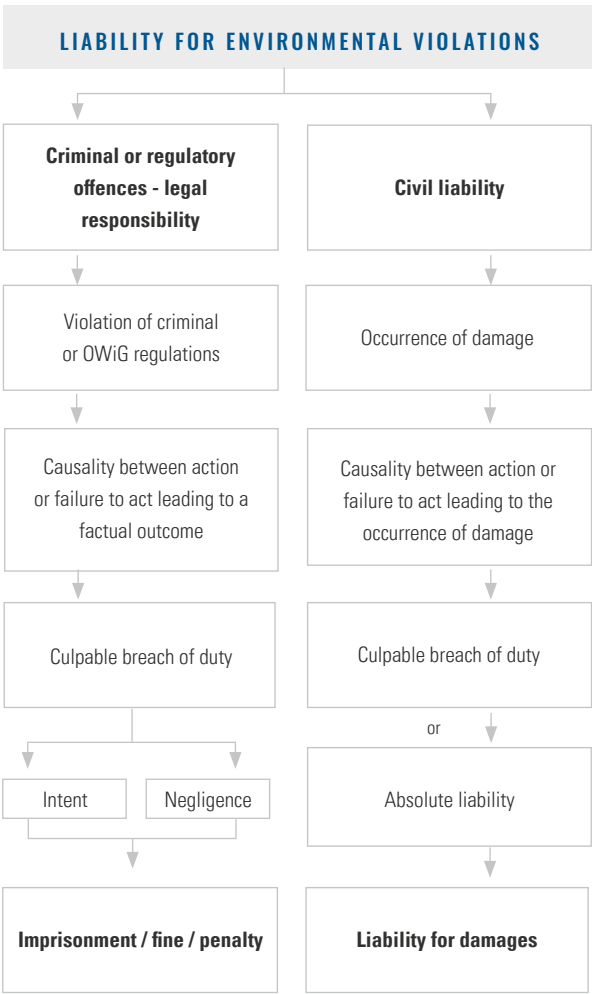 LIABILITY FOR ENVIRONMENTAL VIOLATIONS
Criminal or regulatory
offences - legal
responsibility
Civil liability
Violation of criminal
or OWiG regulations
Occurrence of damage
Causality between action
or failure to act leading to a
factual outcome
Causality between action or
failure to act leading to the
occurrence of damage
Culpable breach of duty
Culpable breach of duty
or
Intent
Negligence
Absolute liability
Imprisonment / fine / penalty
Liability for damages